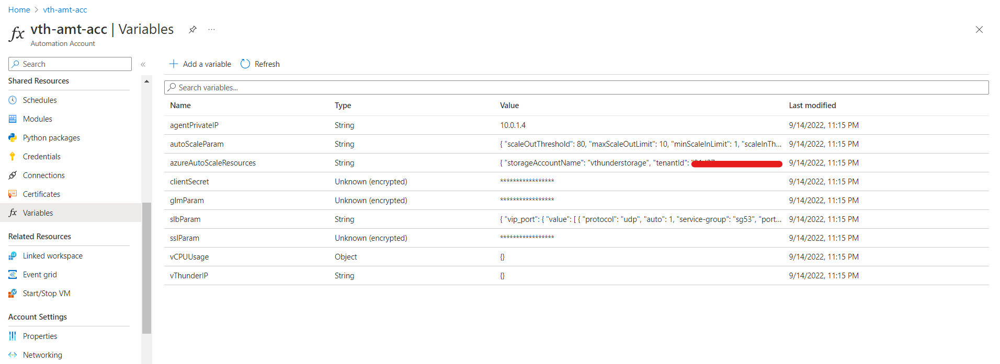 Home > vth-amt-acc
fx vth-amt-acc | Variables ...
Automation Account
Search «
Shared Resources
Schedules
Modules
Python packages
Credentials
Connections
Certificates
fx Variables
Related Resources
Linked workspace
Event grid
Start/Stop VM
Account Settings
Properties
Networking
+ Add a variable Refresh
Search variables...
Name Type Value Last modified
agentPrivateIP String 10.0.1.4 9/14/2022, 11:15 PM
autoScaleParam String { "scaleOutThreshold": 80, "maxScaleOutLimit": 10, "minScaleInLimit": 1, "scaleInTh... 9/14/2022, 11:15 PM
azureAutoScaleResources String { "storageAccountName": "vthunderstorage", "tenantId": 9/14/2022, 11:15 PM
clientSecret Unknown (encrypted) ***************** 9/14/2022, 11:15 PM
glmParam Unknown (encrypted) ***************** 9/14/2022, 11:15 PM
slbParam String { "vip_port": { "value": [ { "protocol": "udp", "auto": 1, "service-group": "sg53", "port... 9/14/2022, 11:15 PM
sslParam Unknown (encrypted) ***************** 9/14/2022, 11:15 PM
vCPUUsage Object {} 9/14/2022, 11:15 PM
vThunderIP String {} 9/14/2022, 11:15 PM